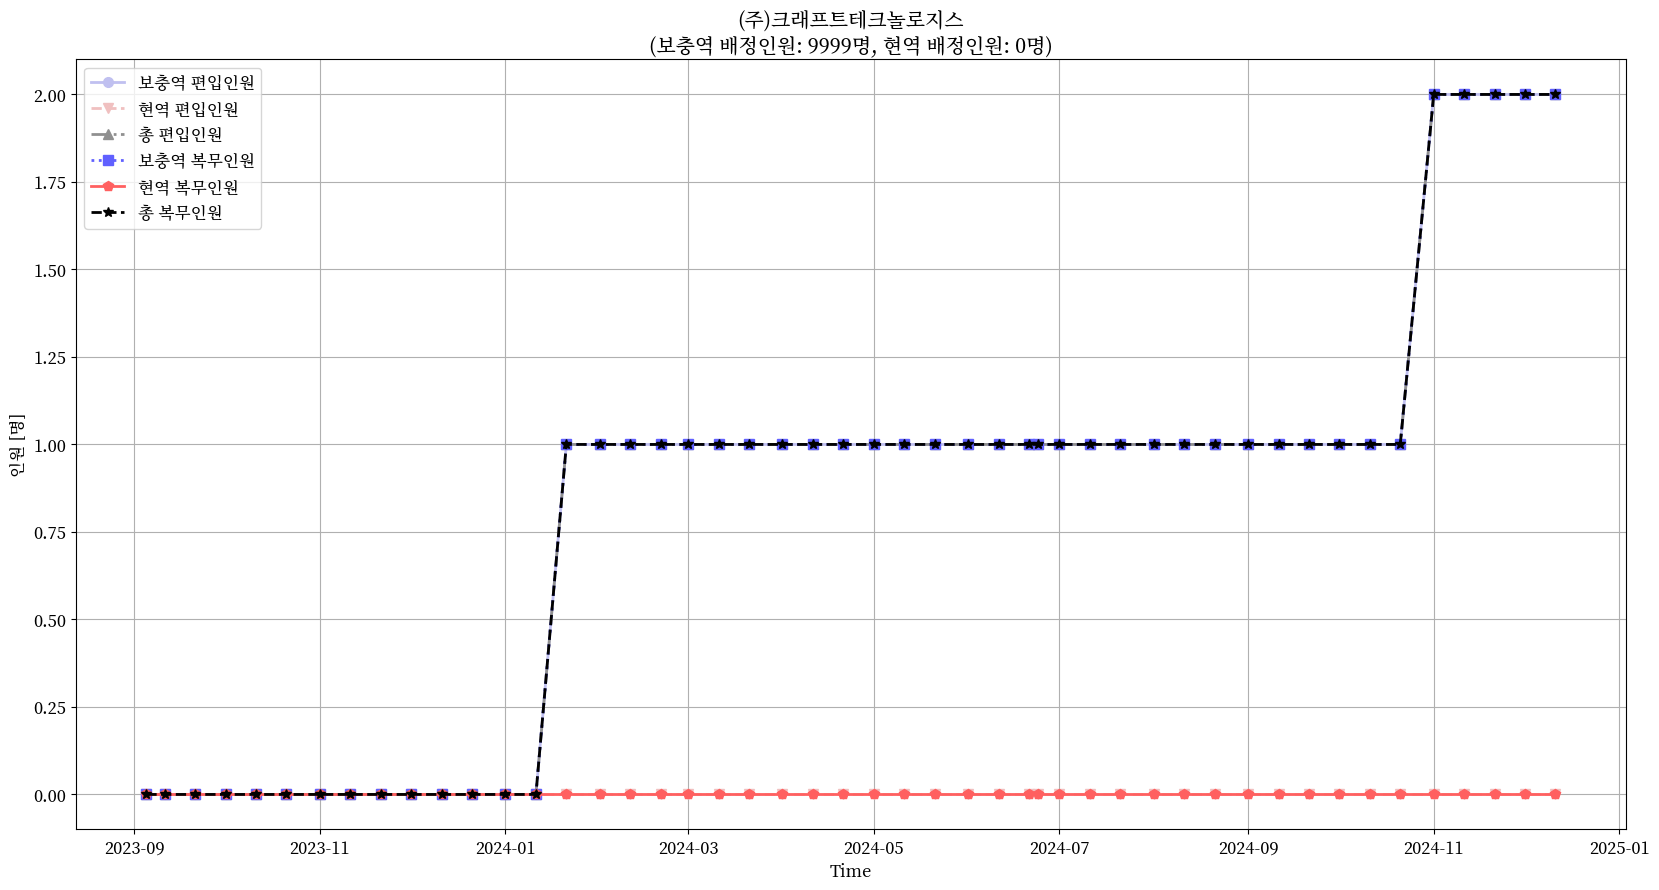 (주)크래프트테크놀로지스
(보충역 배정인원: 9999명, 현역 배정인원: 0명)
보충역 편입인원
현역 편입인원
총 편입인원
보충역 복무인원
현역 복무인원
총 복무인원
2.00
1.75
1.50
1.25
1.00
0.75
0.50
0.25
0.00
인원 [명]
2023-09
2023-11
2024-01
2024-03
2024-05
2024-07
2024-09
2024-11
2025-01
Time